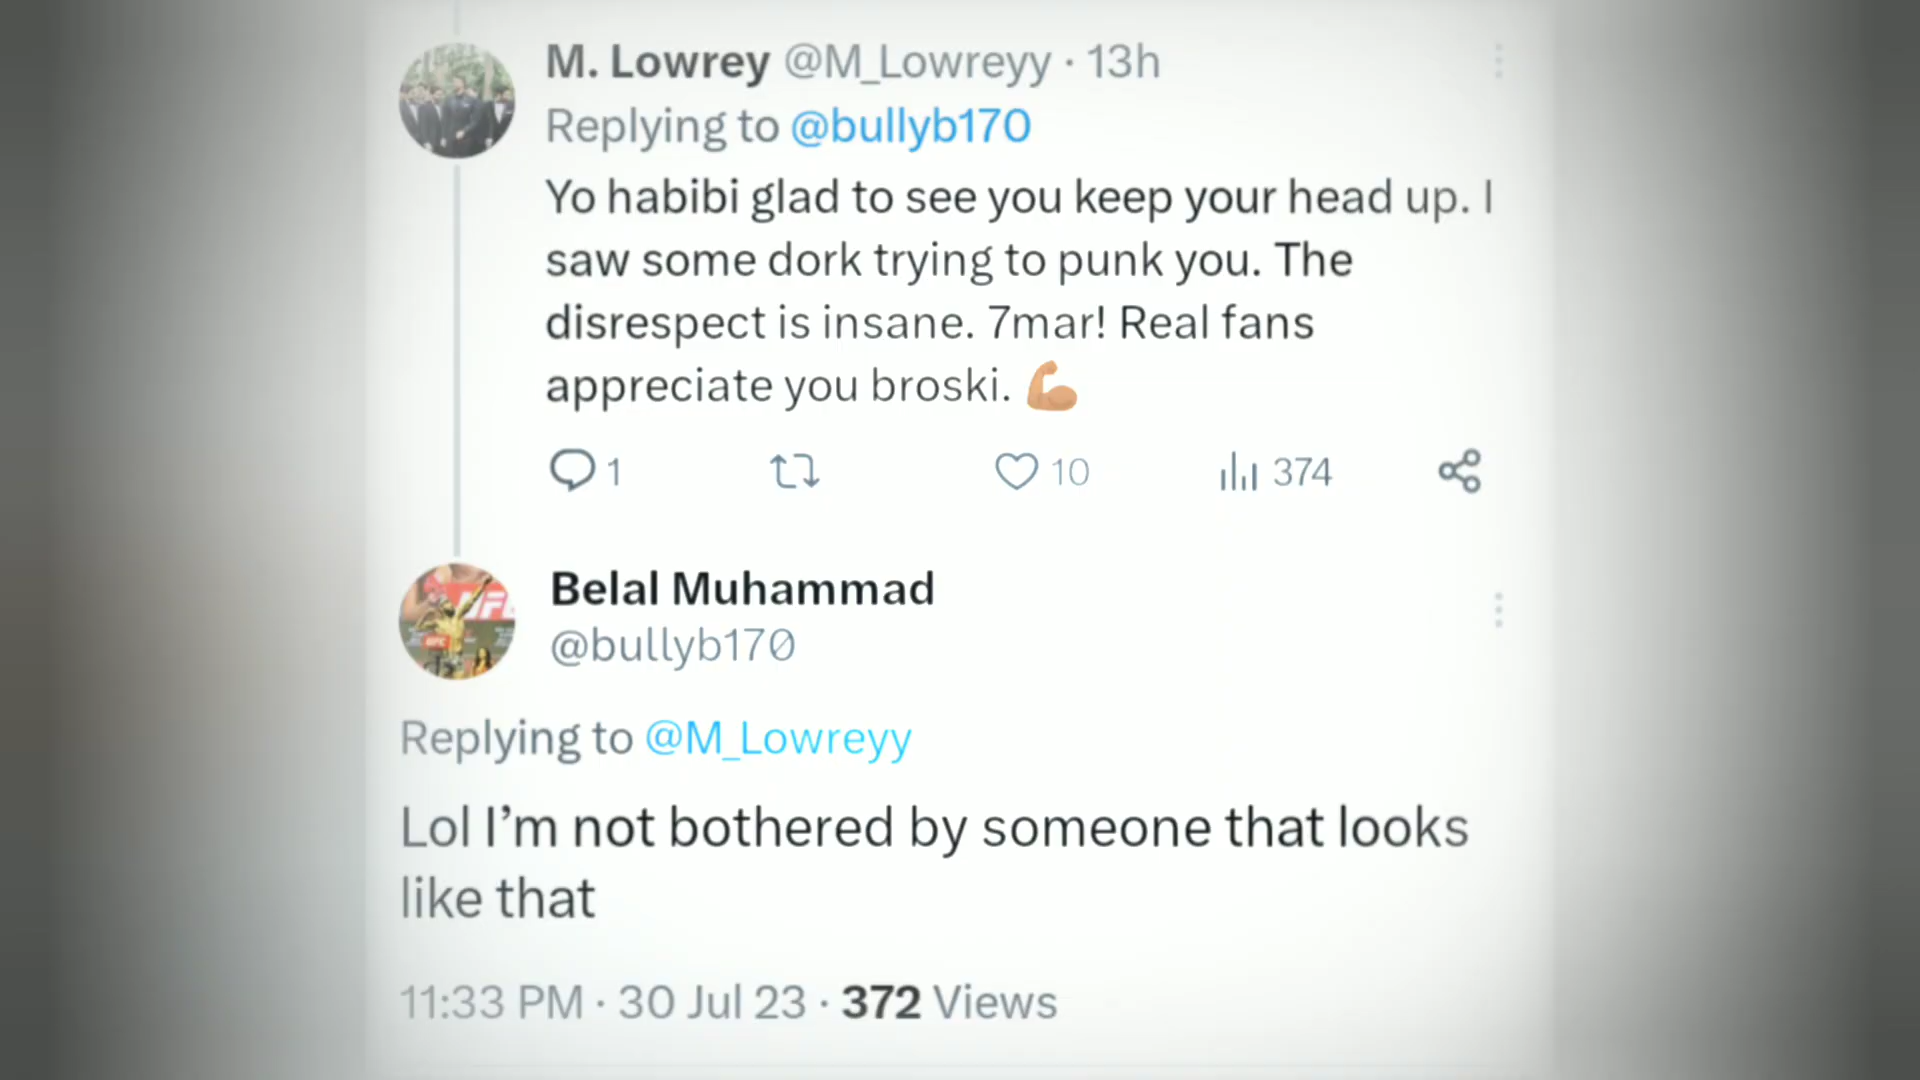 M. Lowrey @M_Lowreyy · 13h
Replying to @bullyb170
Yo habibi glad to see you keep your head up. I
saw some dork trying to punk you. The
disrespect is insane. 7mar! Real fans
appreciate you broski. 💪🏽
1 10 374
Belal Muhammad
@bullyb170
Replying to @M_Lowreyy
Lol I’m not bothered by someone that looks
like that
11:33 PM · 30 Jul 23 · 372 Views